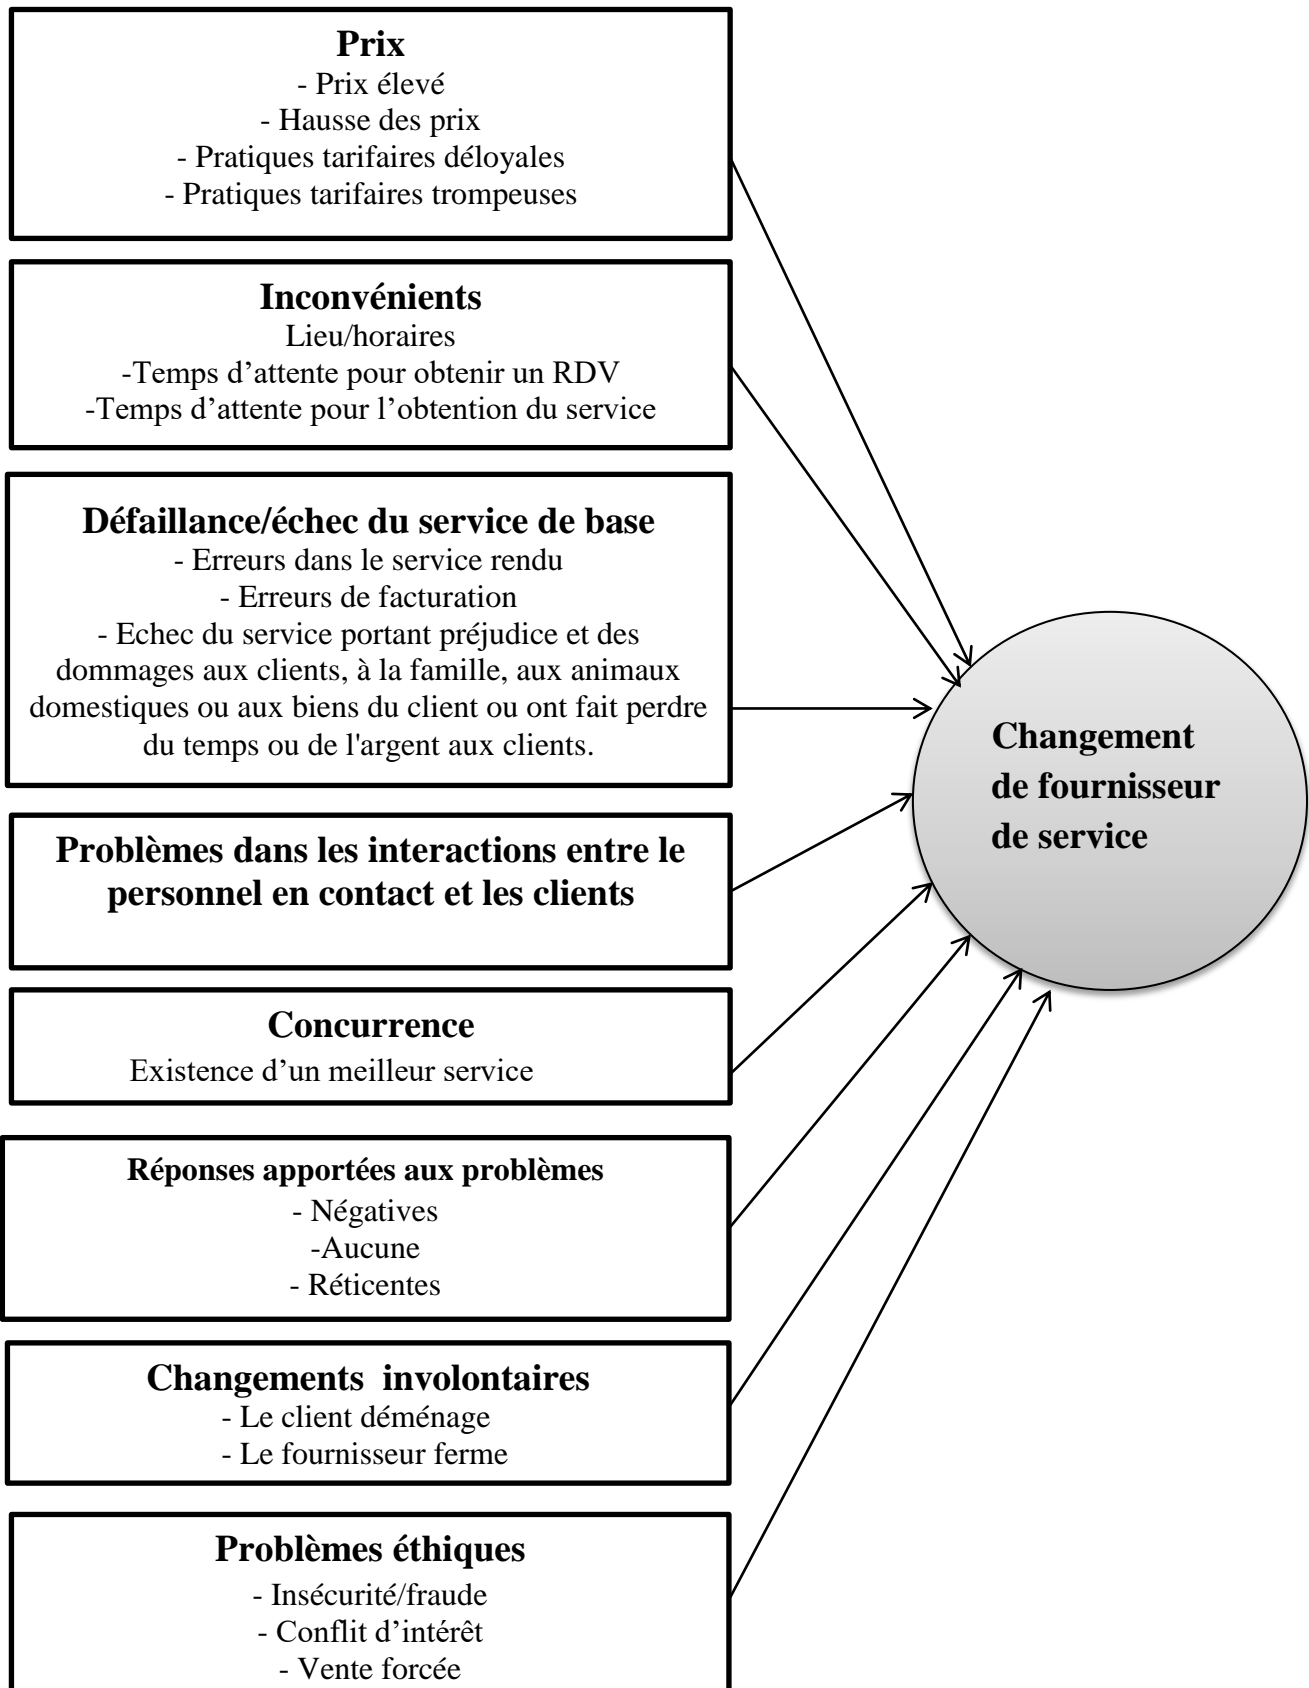 Prix
- Prix élevé
- Hausse des prix
- Pratiques tarifaires déloyales
- Pratiques tarifaires trompeuses
Inconvénients
Lieu/horaires
-Temps d’attente pour obtenir un RDV
-Temps d’attente pour l’obtention du service
Défaillance/échec du service de base
- Erreurs dans le service rendu
- Erreurs de facturation
- Echec du service portant préjudice et des
dommages aux clients, à la famille, aux animaux
domestiques ou aux biens du client ou ont fait perdre
du temps ou de l'argent aux clients.
Problèmes dans les interactions entre le
personnel en contact et les clients
Concurrence
Existence d’un meilleur service
Réponses apportées aux problèmes
- Négatives
-Aucune
- Réticentes
Changements  involontaires
- Le client déménage
- Le fournisseur ferme
Problèmes éthiques
- Insécurité/fraude
- Conflit d’intérêt
- Vente forcée
Changement
de fournisseur
de service